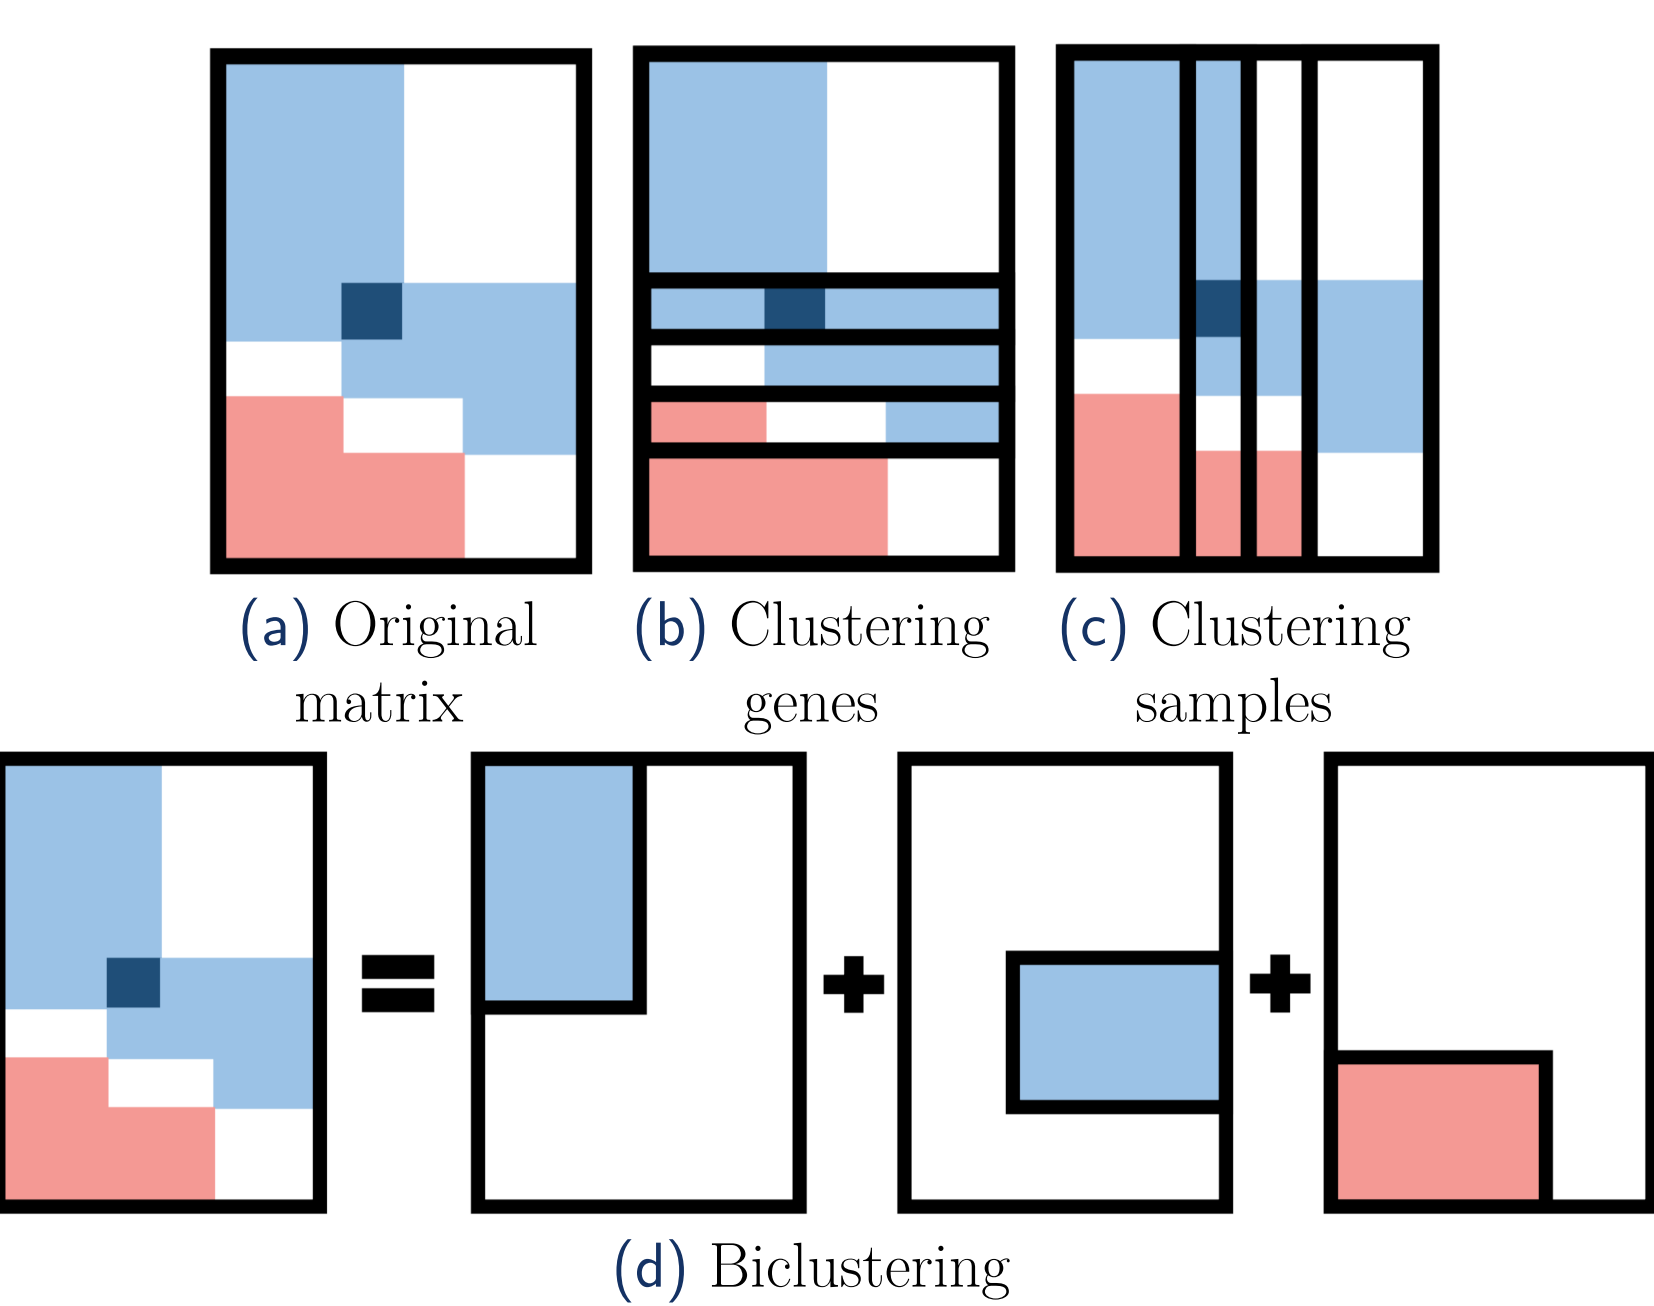 (a) Original (b) Clustering (c) Clustering
matrix genes samples
(d) Biclustering